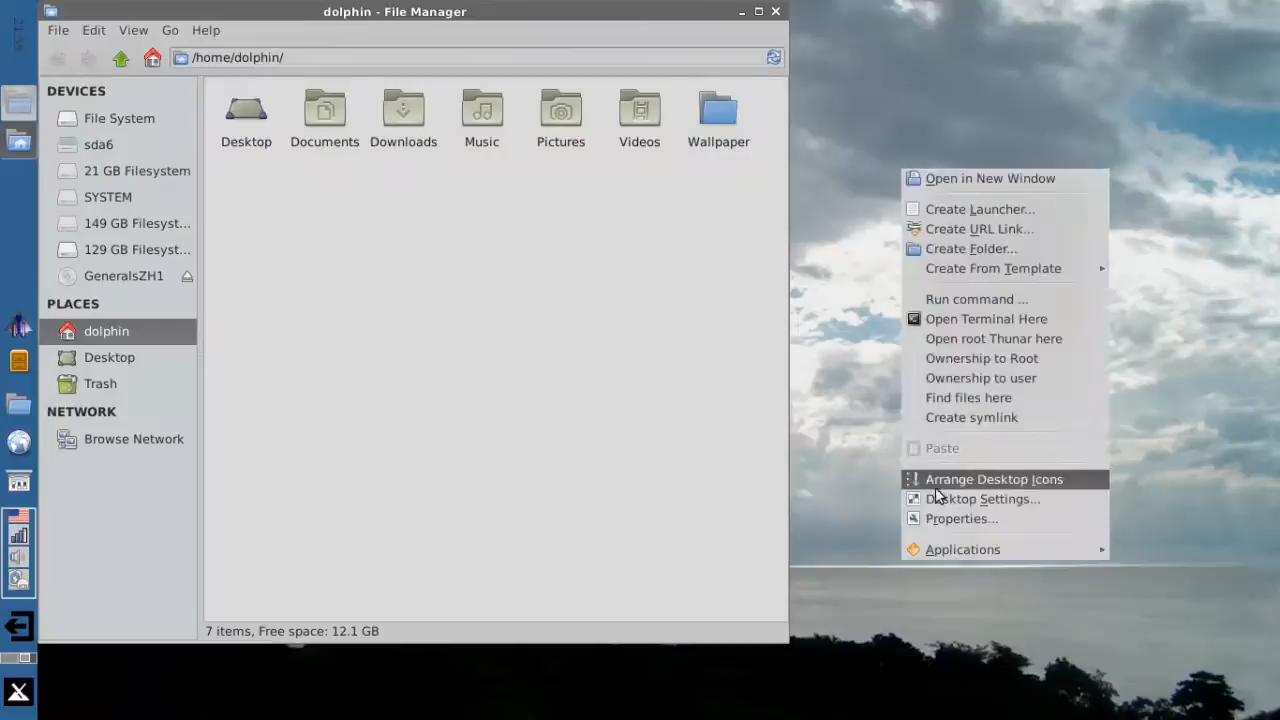 dolphin - File Manager
File Edit View Go Help
/home/dolphin/
DEVICES
File System
sda6
21 GB Filesystem
SYSTEM
149 GB Filesyst...
129 GB Filesyst...
GeneralsZH1
PLACES
dolphin
Desktop
Trash
NETWORK
Browse Network
Desktop Documents Downloads Music Pictures Videos Wallpaper
7 items, Free space: 12.1 GB
Open in New Window
Create Launcher...
Create URL Link...
Create Folder...
Create From Template
Run command ...
Open Terminal Here
Open root Thunar here
Ownership to Root
Ownership to user
Find files here
Create symlink
Paste
Arrange Desktop Icons
Desktop Settings...
Properties...
Applications